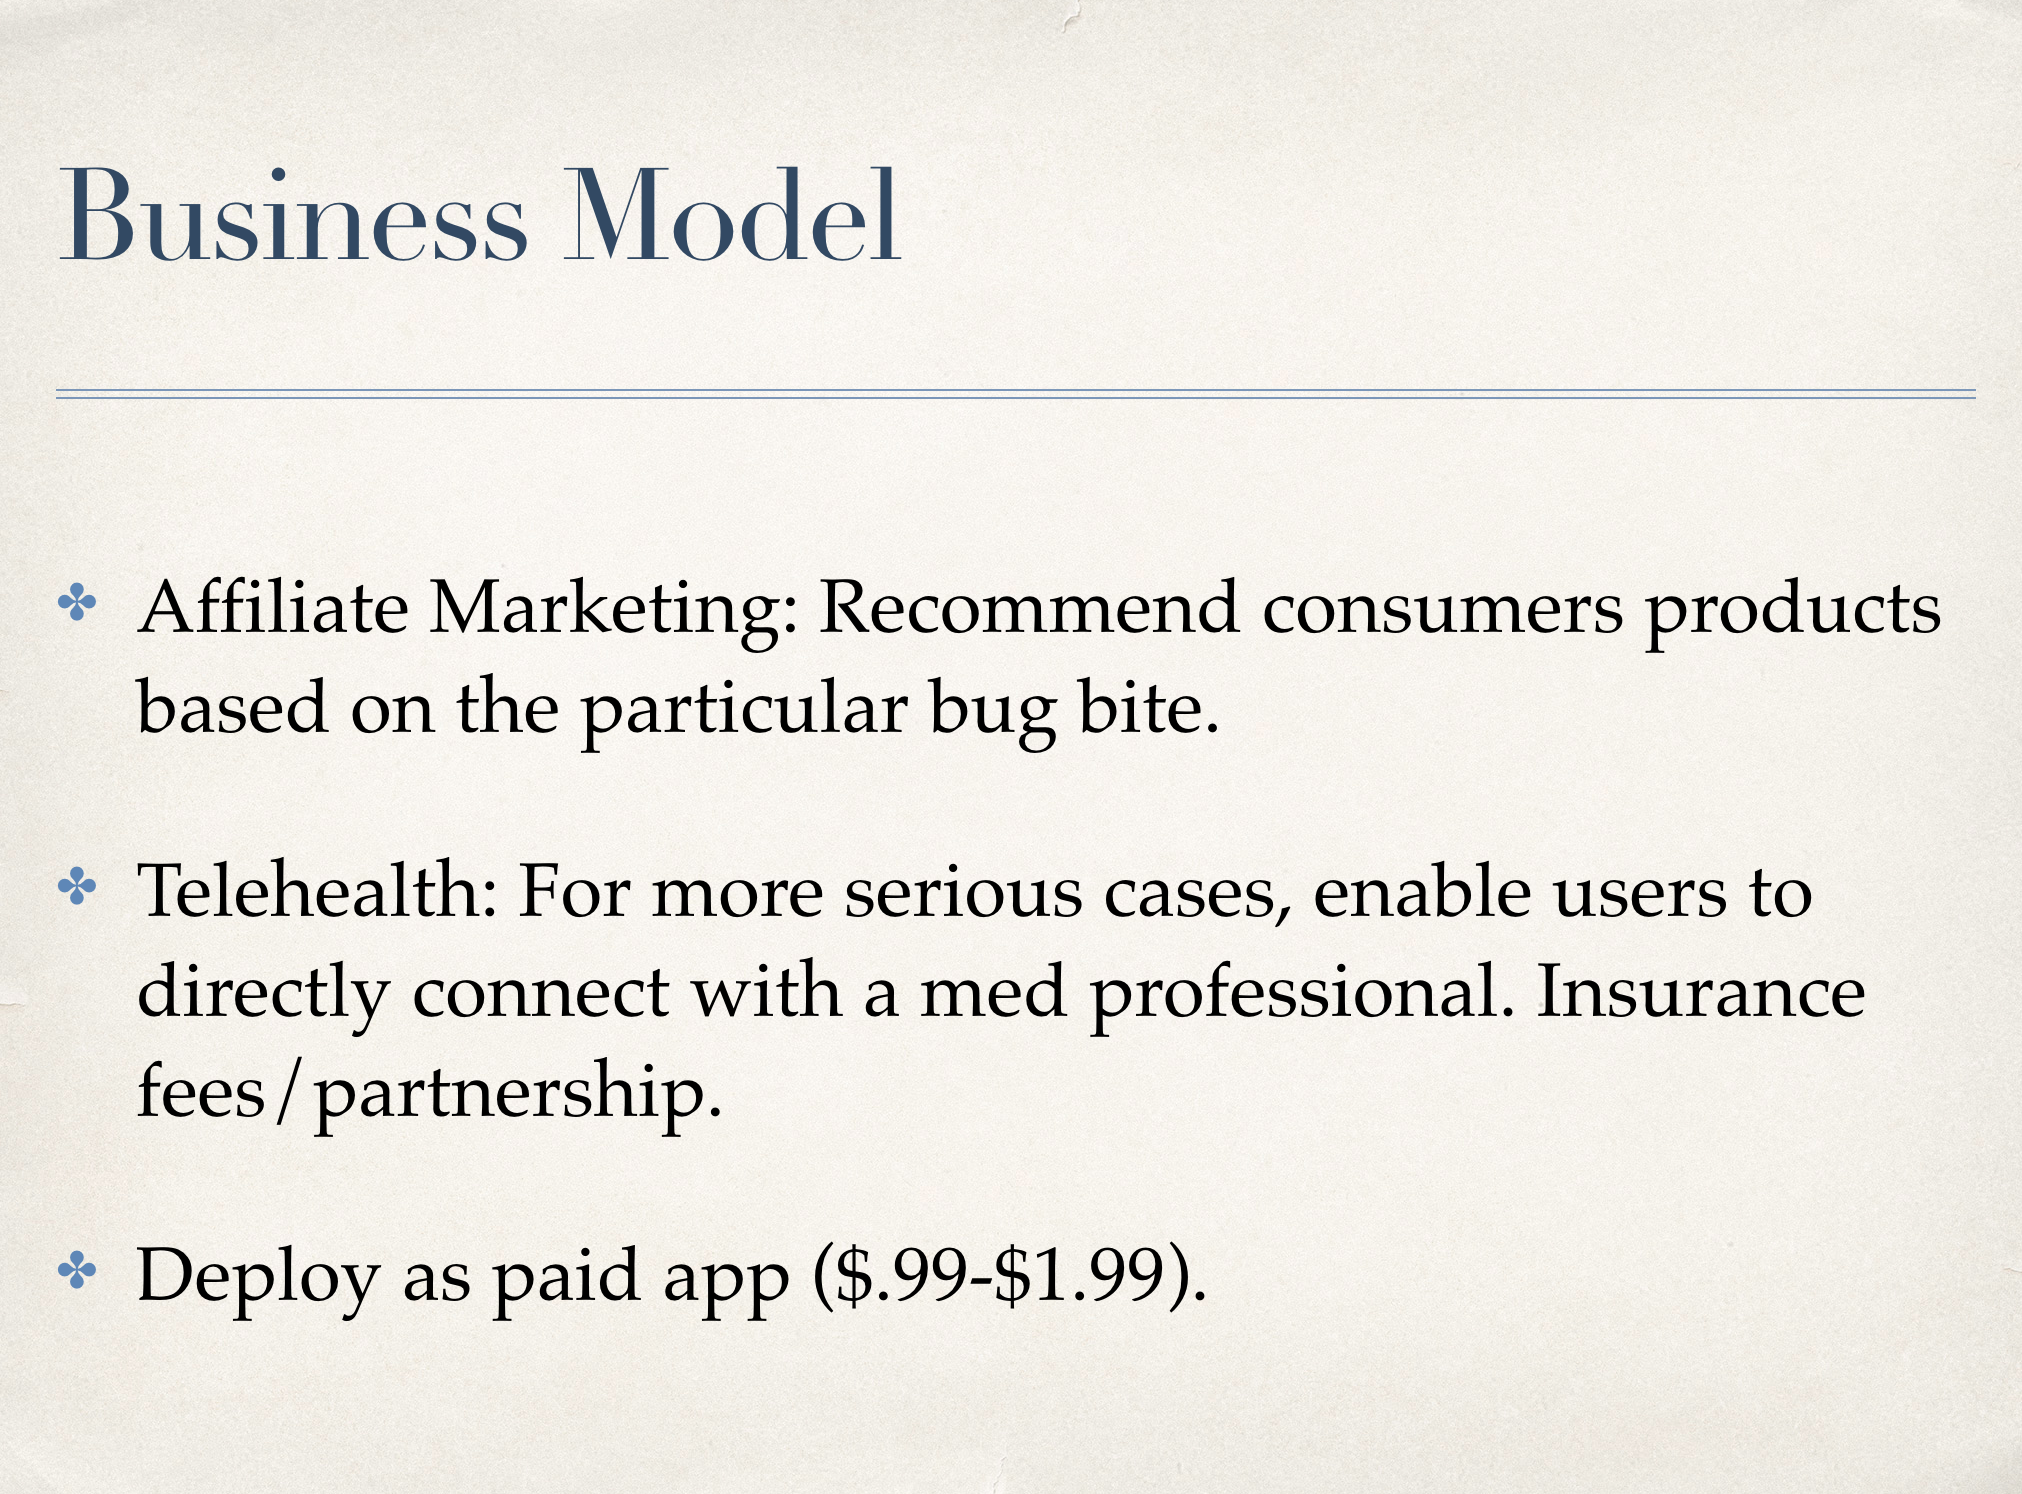 Business Model
Affiliate Marketing: Recommend consumers products
based on the particular bug bite.
Telehealth: For more serious cases, enable users to
directly connect with a med professional. Insurance
fees/partnership.
Deploy as paid app ($.99-$1.99).